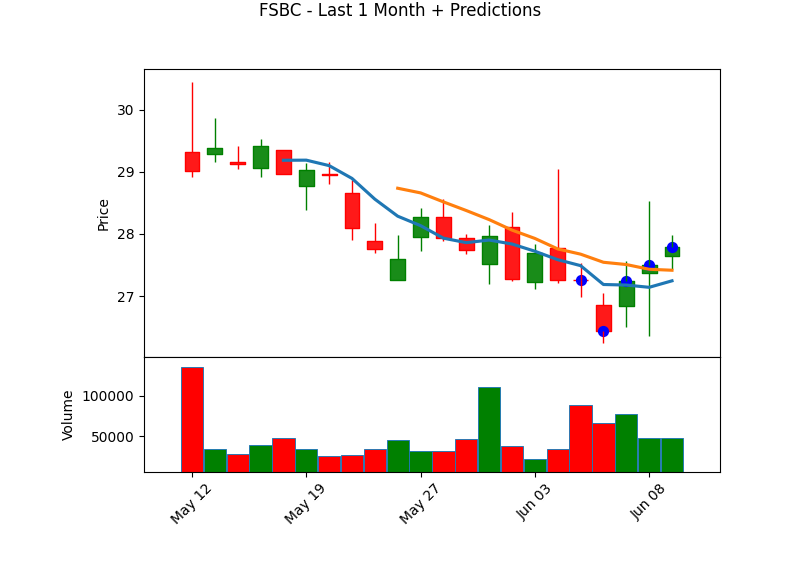 FSBC - Last 1 Month + Predictions
30
29
28
27
Price
100000
50000
Volume
May 12
May 19
May 27
Jun 03
Jun 08